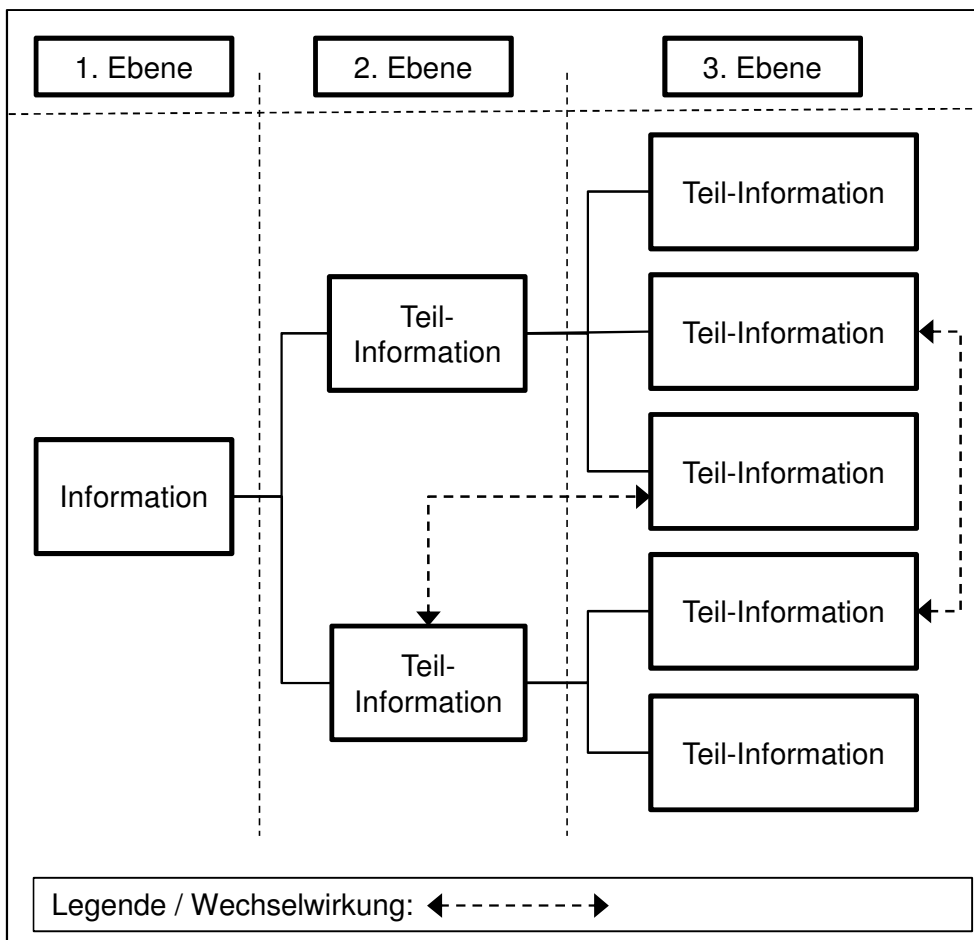 1. Ebene
2. Ebene
3. Ebene
Teil-Information
Teil-
Information
Teil-Information
Teil-Information
Information
Teil-Information
Teil-
Information
Teil-Information
Legende / Wechselwirkung: